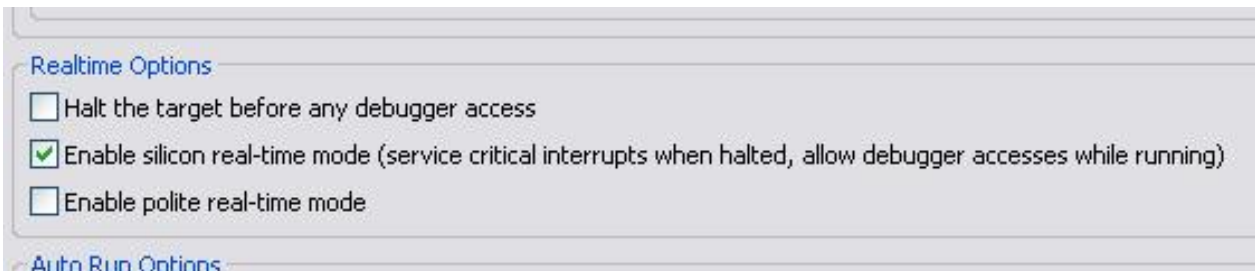 Realtime Options
Halt the target before any debugger access
Enable silicon real-time mode (service critical interrupts when halted, allow debugger accesses while running)
Enable polite real-time mode
Auto Run Options